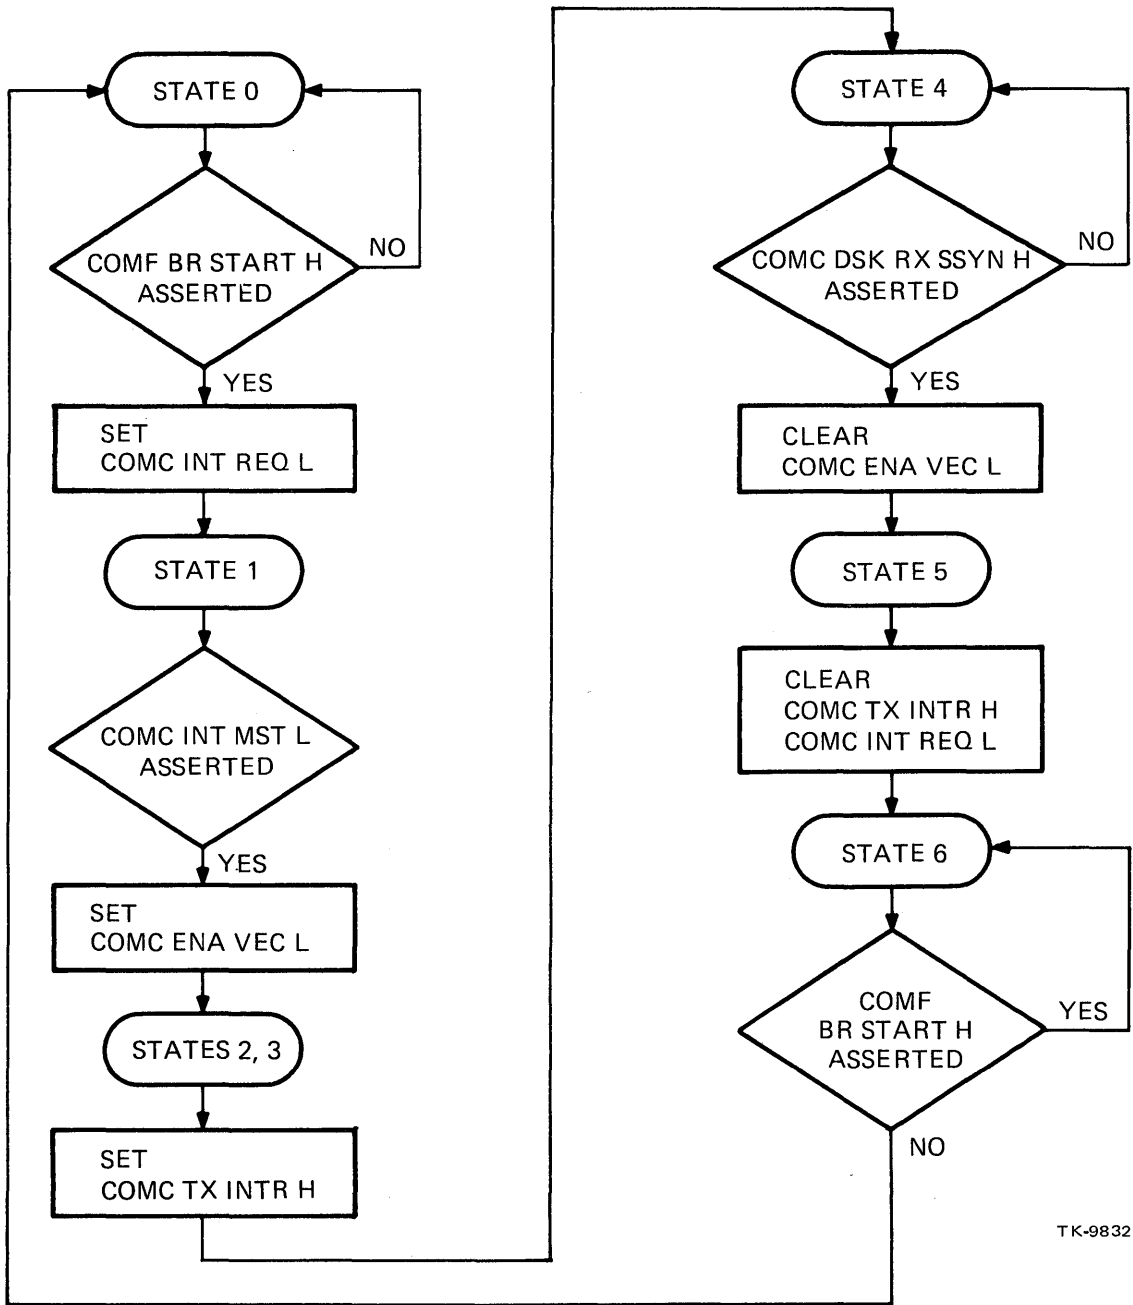 STATE 0
COMF BR START H
ASSERTED
NO
YES
SET
COMC INT REQ L
STATE 1
COMC INT MST L
ASSERTED
YES
SET
COMC ENA VEC L
STATES 2, 3
SET
COMC TX INTR H
STATE 4
COMC DSK RX SSYN H
ASSERTED
NO
YES
CLEAR
COMC ENA VEC L
STATE 5
CLEAR
COMC TX INTR H
COMC INT REQ L
STATE 6
COMF
BR START H
ASSERTED
YES
NO
TK-9832